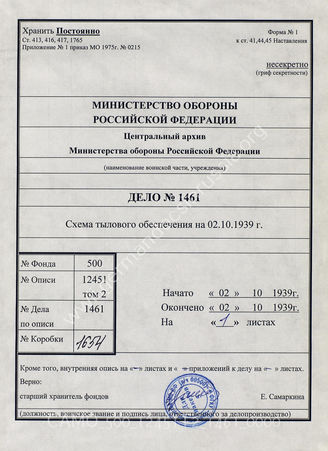 Хранить Постоянно
Ст. 413, 416, 417, 1765
Приложение № 1 приказ МО 1975г. № 0215
Форма № 1
к ст. 41,44,45 Наставления
несекретно
(гриф секретности)
МИНИСТЕРСТВО ОБОРОНЫ
РОССИЙСКОЙ ФЕДЕРАЦИИ
Центральный архив
Министерства обороны Российской Федерации
(наименование воинской части, учреждения)
ДЕЛО № 1461
Схема тылового обеспечения на 02.10.1939 г.
№ Фонда 500
№ Описи 12451
том 2
№ Дела 1461
по описи
№ Коробки 1654
Начато « 02 » 10 1939г.
Окончено « 02 » 10 1939г.
На « 1 » листах
Кроме того, внутренняя опись на «–» листах и « –приложений к делу на «– листах.
Верно:
старший хранитель фондов Е. Самаркина
(должность, воинское звание и подпись лица ответственного за делопроизводство)